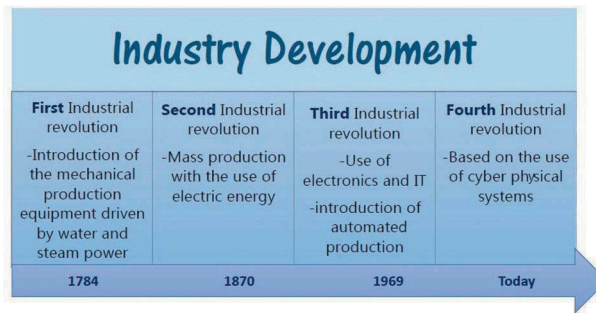 Industry Development
First Industrial
revolution
-Introduction of
the mechanical
production
equipment driven
by water and
steam power
Second Industrial
revolution
-Mass production
with the use of
electric energy
Third Industrial
revolution
-Use of
electronics and IT
-introduction of
automated
production
Fourth Industrial
revolution
-Based on the use
of cyber physical
systems
1784
1870
1969
Today